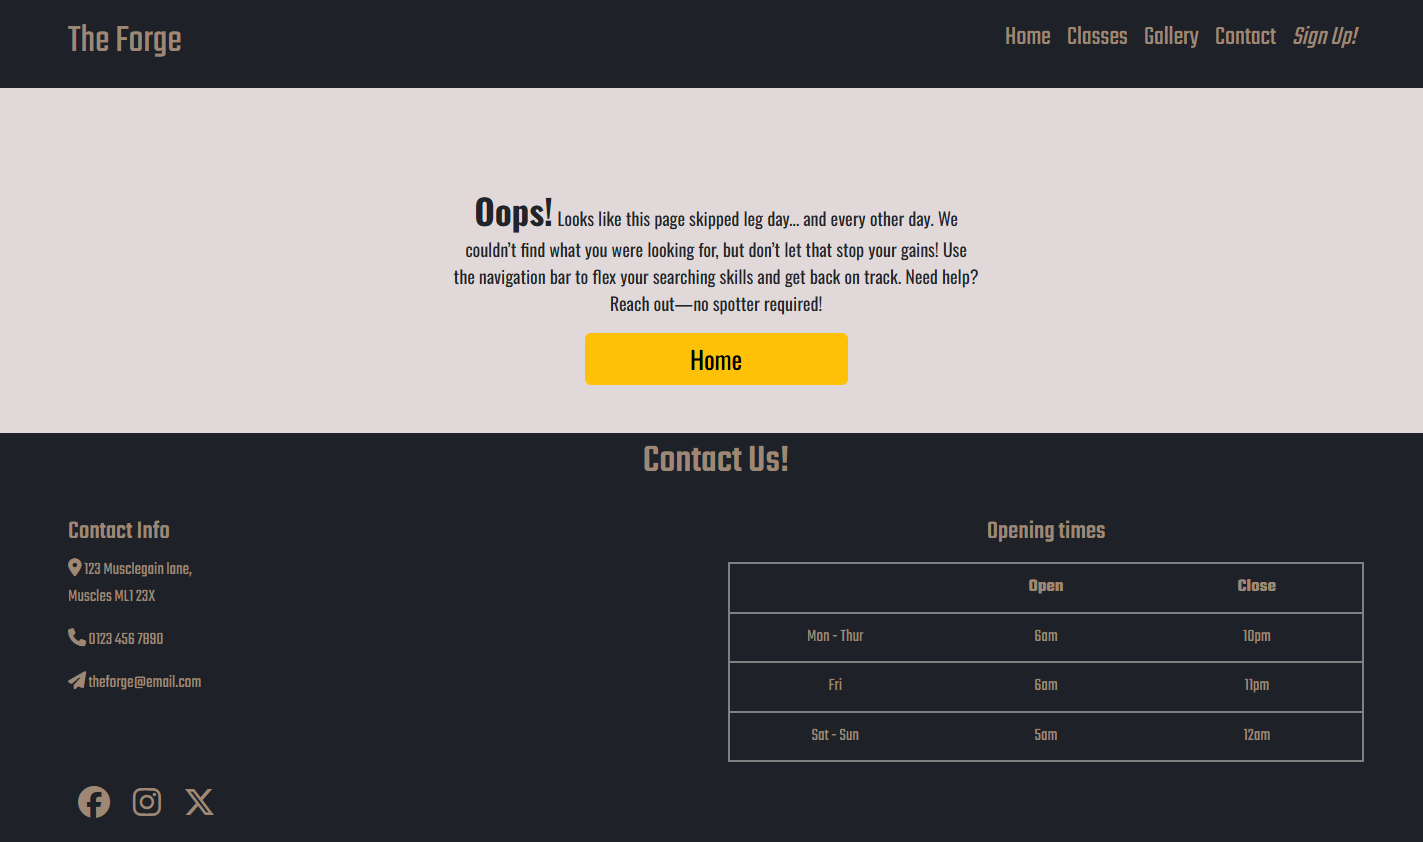 The Forge
Home Classes Gallery Contact Sign Up!
Oops! Looks like this page skipped leg day... and every other day. We
couldn’t find what you were looking for, but don’t let that stop your gains! Use
the navigation bar to flex your searching skills and get back on track. Need help?
Reach out—no spotter required!
Home
Contact Us!
Contact Info
123 Musclegain lane,
Muscles ML1 23X
0123 456 7890
theforge@email.com
Opening times
Open Close
Mon - Thur 6am 10pm
Fri 6am 11pm
Sat - Sun 5am 12am